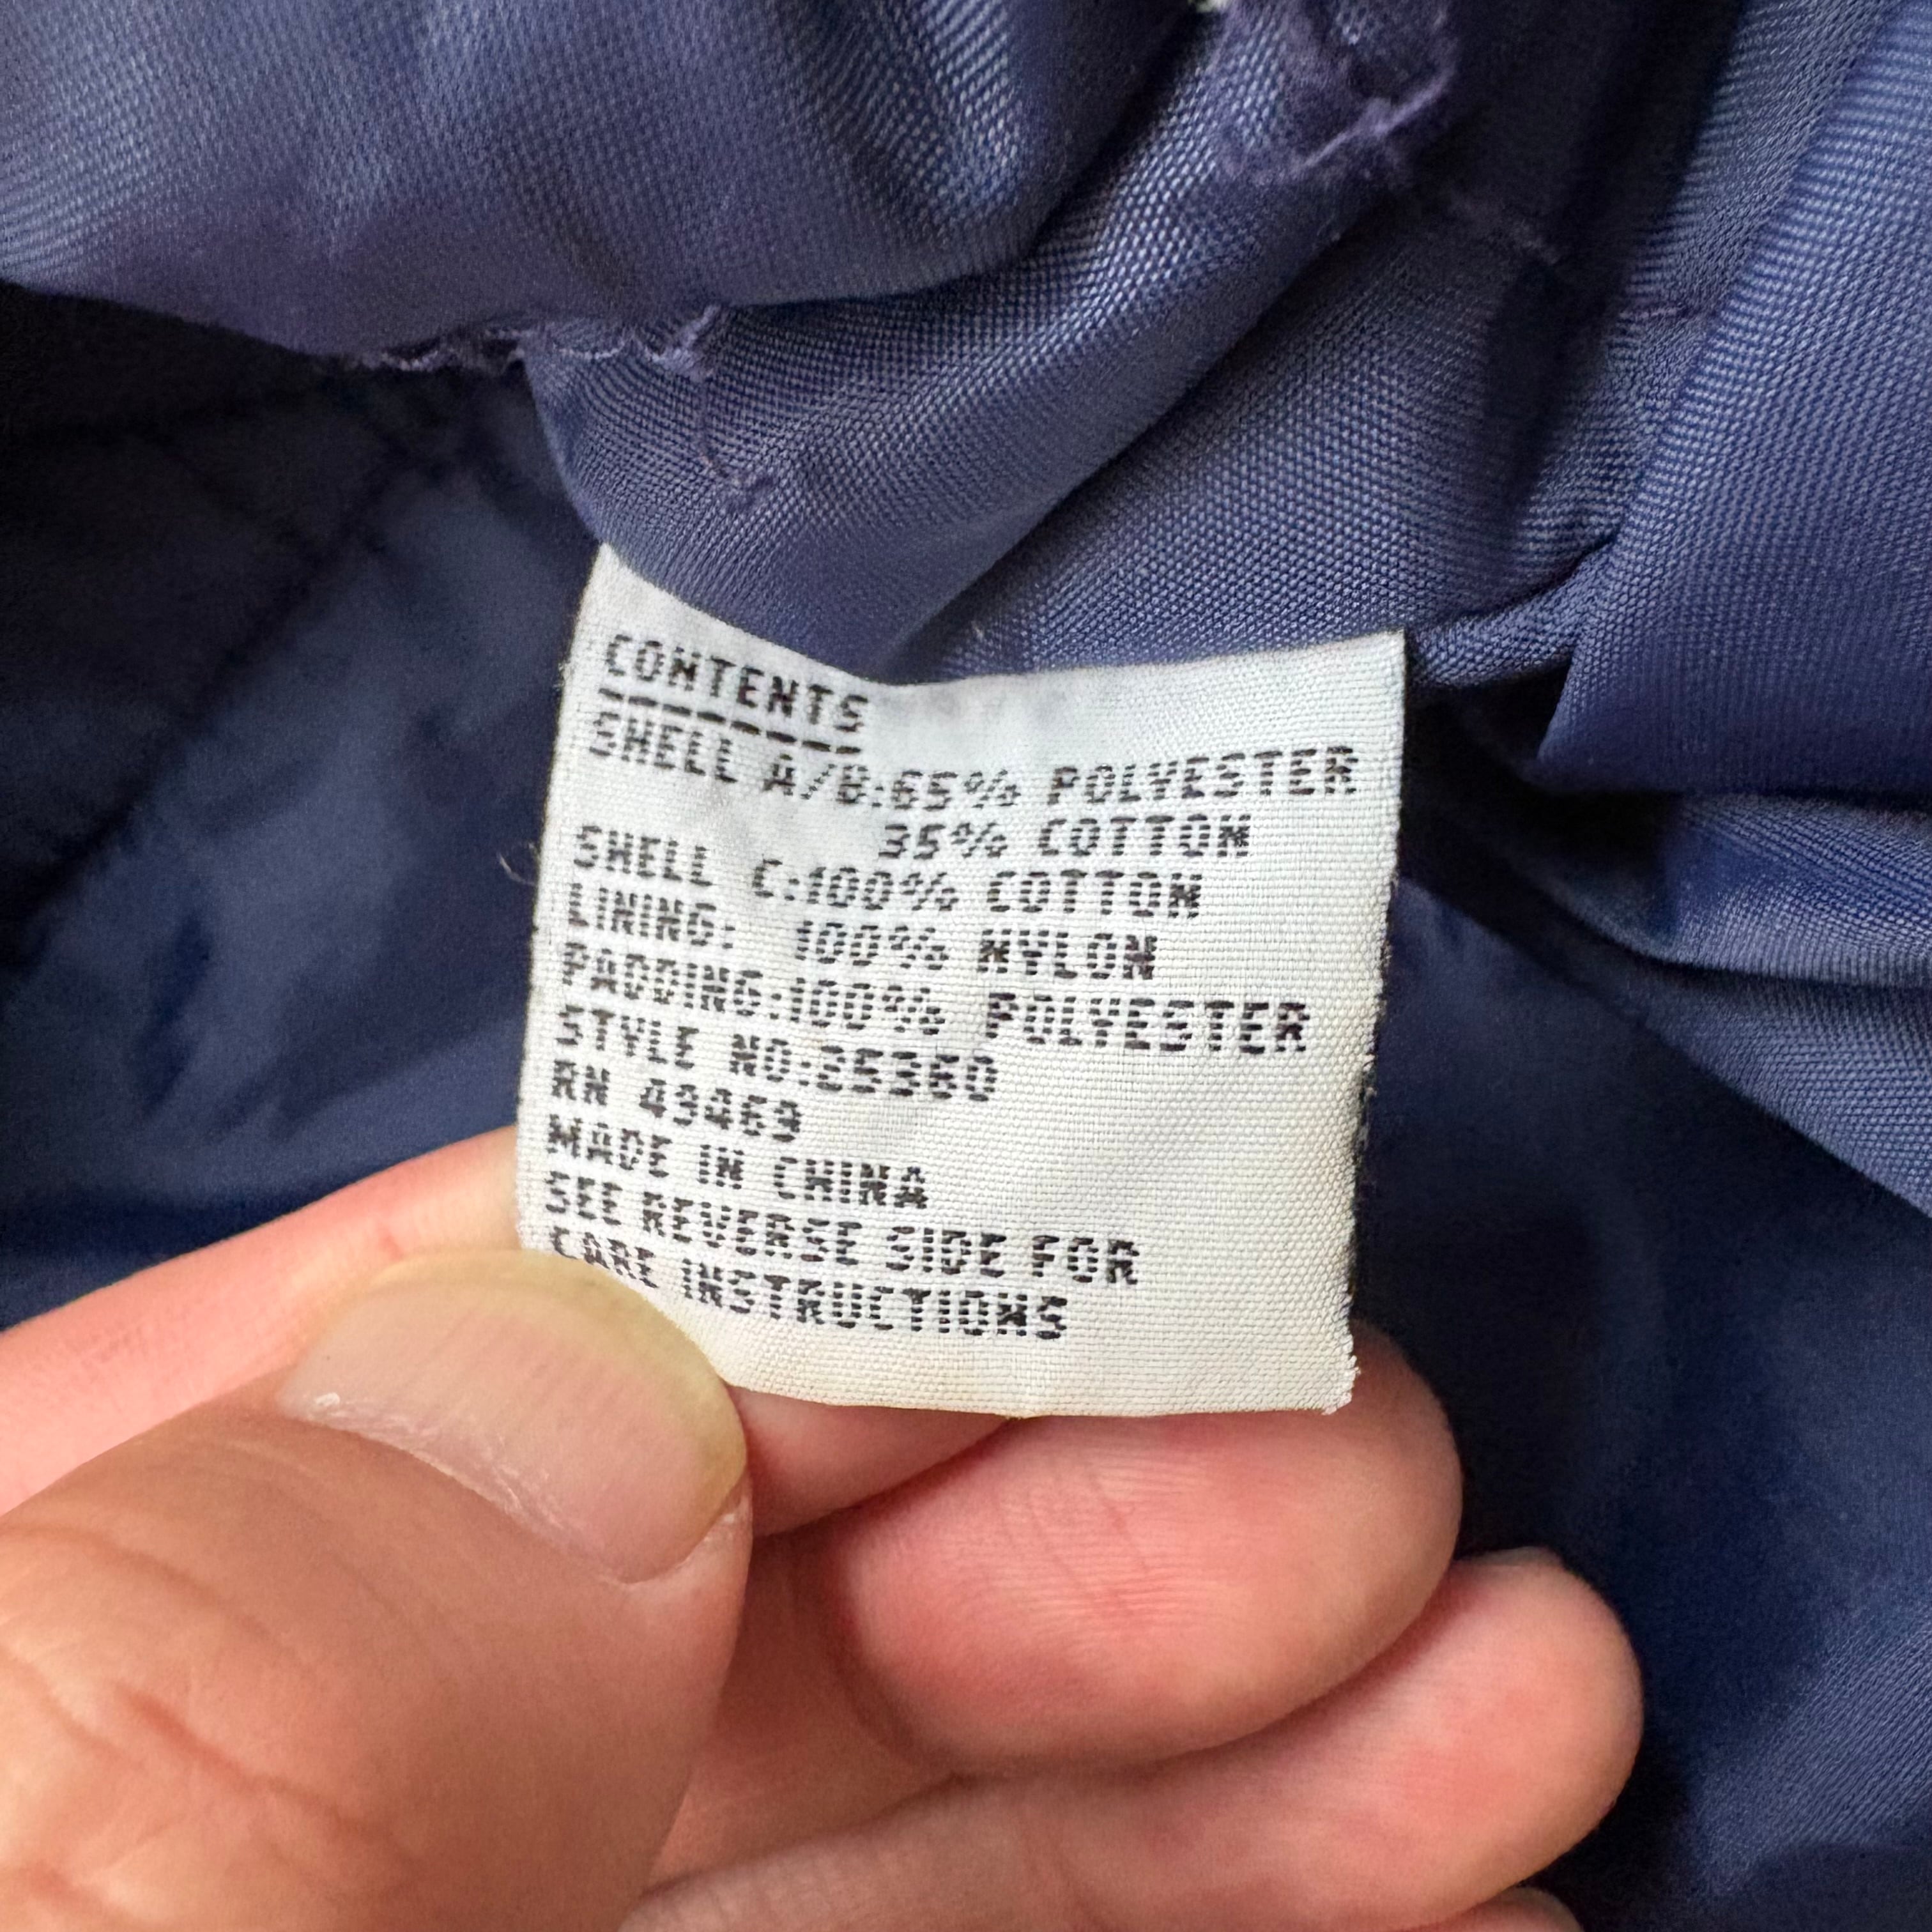 CONTENTS
SHELL A/B:65% POLYESTER
35% COTTON
SHELL C:100% COTTON
LINING: 100% NYLON
PADDING:100% POLYESTER
STYLE NO:25360
RN 43469
MADE IN CHINA
SEE REVERSE SIDE FOR
CARE INSTRUCTIONS